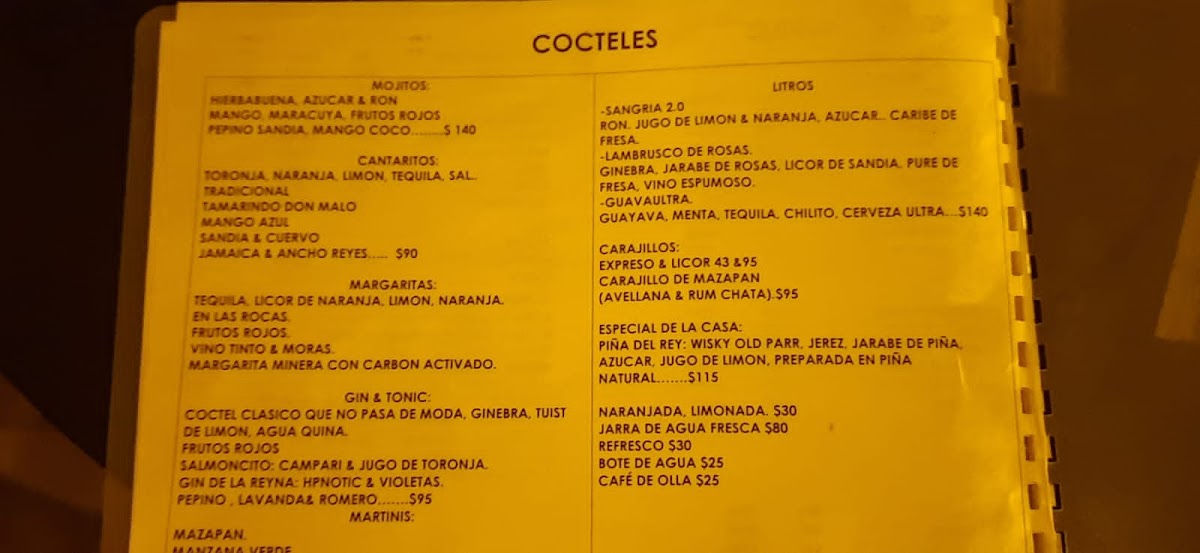 COCTELES
MOJITOS:
HIERBABUENA, AZUCAR & RON
MANGO, MARACUYA, FRUTOS ROJOS
PEPINO SANDIA, MANGO COCO........$ 140
CANTARITOS:
TORONJA, NARANJA, LIMON, TEQUILA, SAL.
TRADICIONAL
TAMARINDO DON MALO
MANGO AZUL
SANDIA & CUERVO
JAMAICA & ANCHO REYES..... $90
MARGARITAS:
TEQUILA, LICOR DE NARANJA, LIMON, NARANJA.
EN LAS ROCAS.
FRUTOS ROJOS.
VINO TINTO & MORAS.
MARGARITA MINERA CON CARBON ACTIVADO.
GIN & TONIC:
COCTEL CLASICO QUE NO PASA DE MODA, GINEBRA, TUIST
DE LIMON, AGUA QUINA.
FRUTOS ROJOS
SALMONCITO: CAMPARI & JUGO DE TORONJA.
GIN DE LA REYNA: HPNOTIC & VIOLETAS.
PEPINO , LAVANDA& ROMERO.......$95
MARTINIS:
MAZAPAN.
MANZANA VERDE
LITROS
-SANGRIA 2.0
RON. JUGO DE LIMON & NARANJA, AZUCAR.. CARIBE DE
FRESA.
-LAMBRUSCO DE ROSAS.
GINEBRA, JARABE DE ROSAS, LICOR DE SANDIA, PURE DE
FRESA, VINO ESPUMOSO.
-GUAVAULTRA.
GUAYAVA, MENTA, TEQUILA, CHILITO, CERVEZA ULTRA...$140
CARAJILLOS:
EXPRESO & LICOR 43 &95
CARAJILLO DE MAZAPAN
(AVELLANA & RUM CHATA).$95
ESPECIAL DE LA CASA:
PIÑA DEL REY: WISKY OLD PARR, JEREZ, JARABE DE PIÑA,
AZUCAR, JUGO DE LIMON, PREPARADA EN PIÑA
NATURAL.......$115
NARANJADA, LIMONADA. $30
JARRA DE AGUA FRESCA $80
REFRESCO $30
BOTE DE AGUA $25
CAFÉ DE OLLA $25